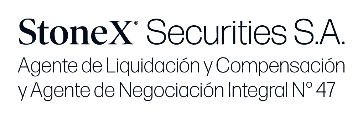 StoneX® Securities S.A.
Agente de Liquidación y Compensación
y Agente de Negociación Integral N° 47